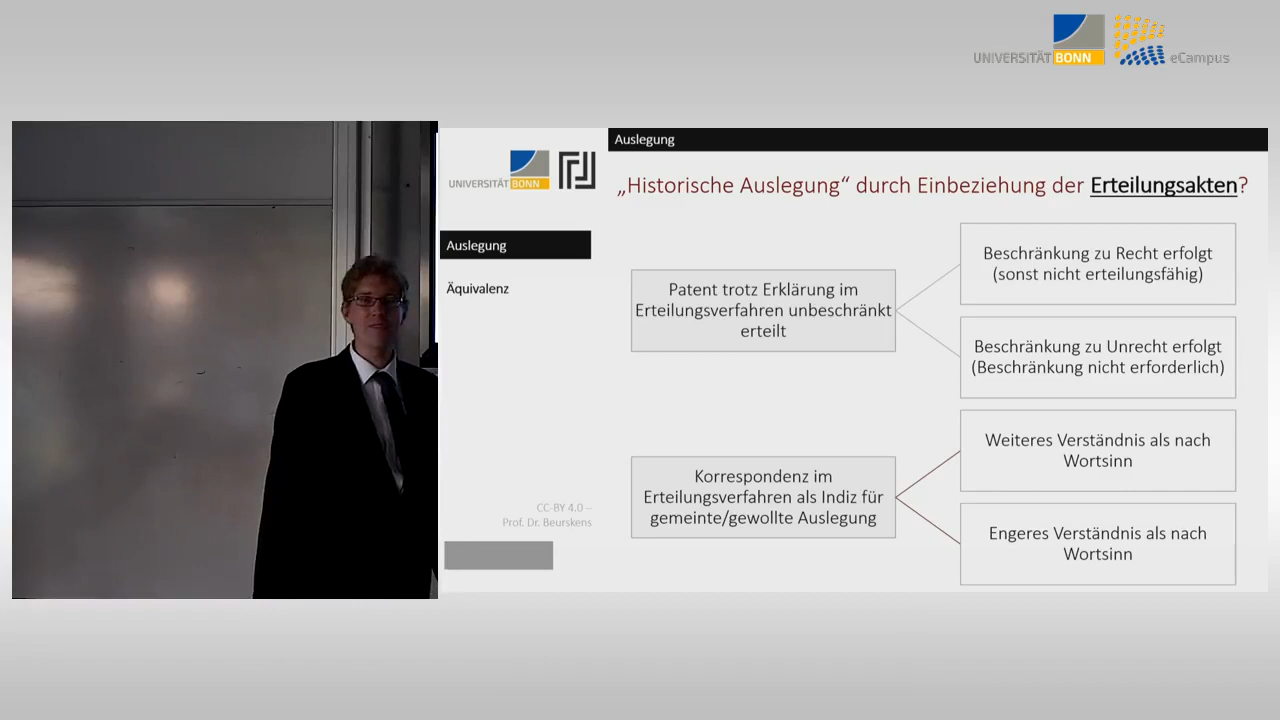 UNIVERSITÄT BONN
eCampus
UNIVERSITÄT BONN
Auslegung
Äquivalenz
CC-BY 4.0 –
Prof. Dr. Beurskens
Auslegung
„Historische Auslegung“ durch Einbeziehung der Erteilungsakten?
Patent trotz Erklärung im
Erteilungsverfahren unbeschränkt
erteilt
Beschränkung zu Recht erfolgt
(sonst nicht erteilungsfähig)
Beschränkung zu Unrecht erfolgt
(Beschränkung nicht erforderlich)
Korrespondenz im
Erteilungsverfahren als Indiz für
gemeinte/gewollte Auslegung
Weiteres Verständnis als nach
Wortsinn
Engeres Verständnis als nach
Wortsinn